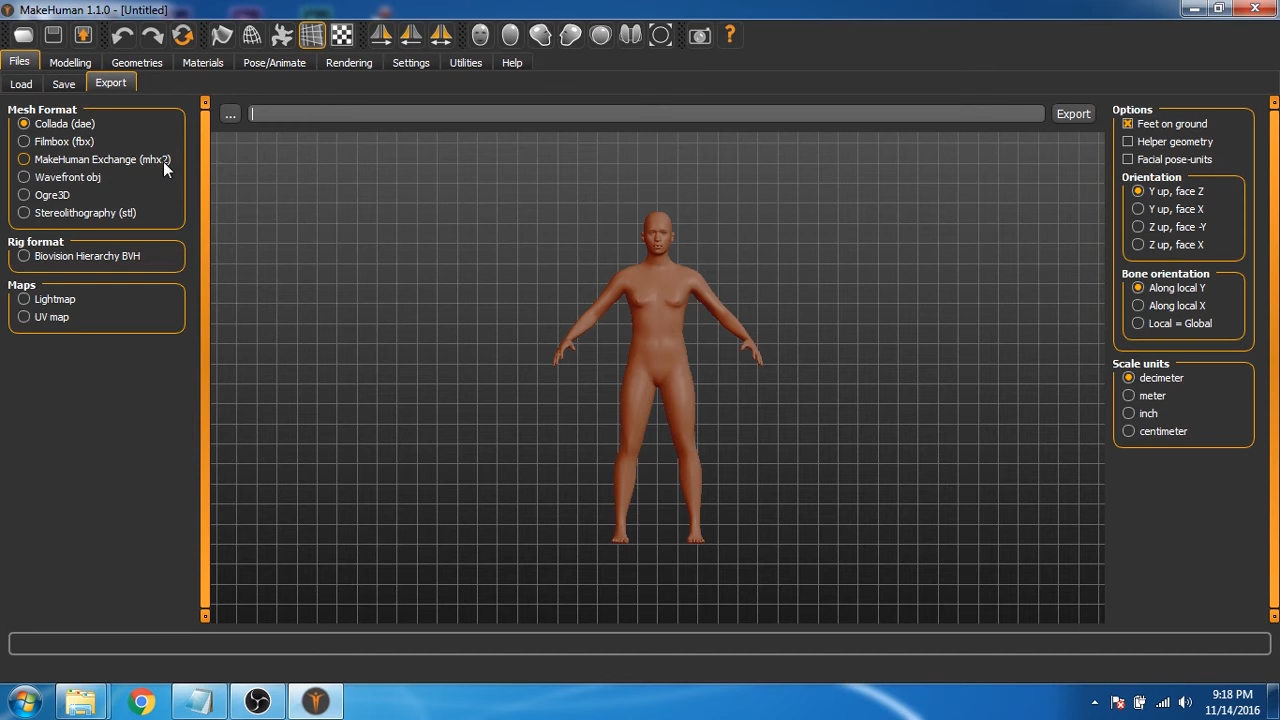 MakeHuman 1.1.0 - [Untitled]
Files Modelling Geometries Materials Pose/Animate Rendering Settings Utilities Help
Load Save Export
Mesh Format
Collada (dae)
Filmbox (fbx)
MakeHuman Exchange (mhx2)
Wavefront obj
Ogre3D
Stereolithography (stl)
Rig format
Biovision Hierarchy BVH
Maps
Lightmap
UV map
...
Export
Options
Feet on ground
Helper geometry
Facial pose-units
Orientation
Y up, face Z
Y up, face X
Z up, face -Y
Z up, face X
Bone orientation
Along local Y
Along local X
Local = Global
Scale units
decimeter
meter
inch
centimeter
9:18 PM
11/14/2016